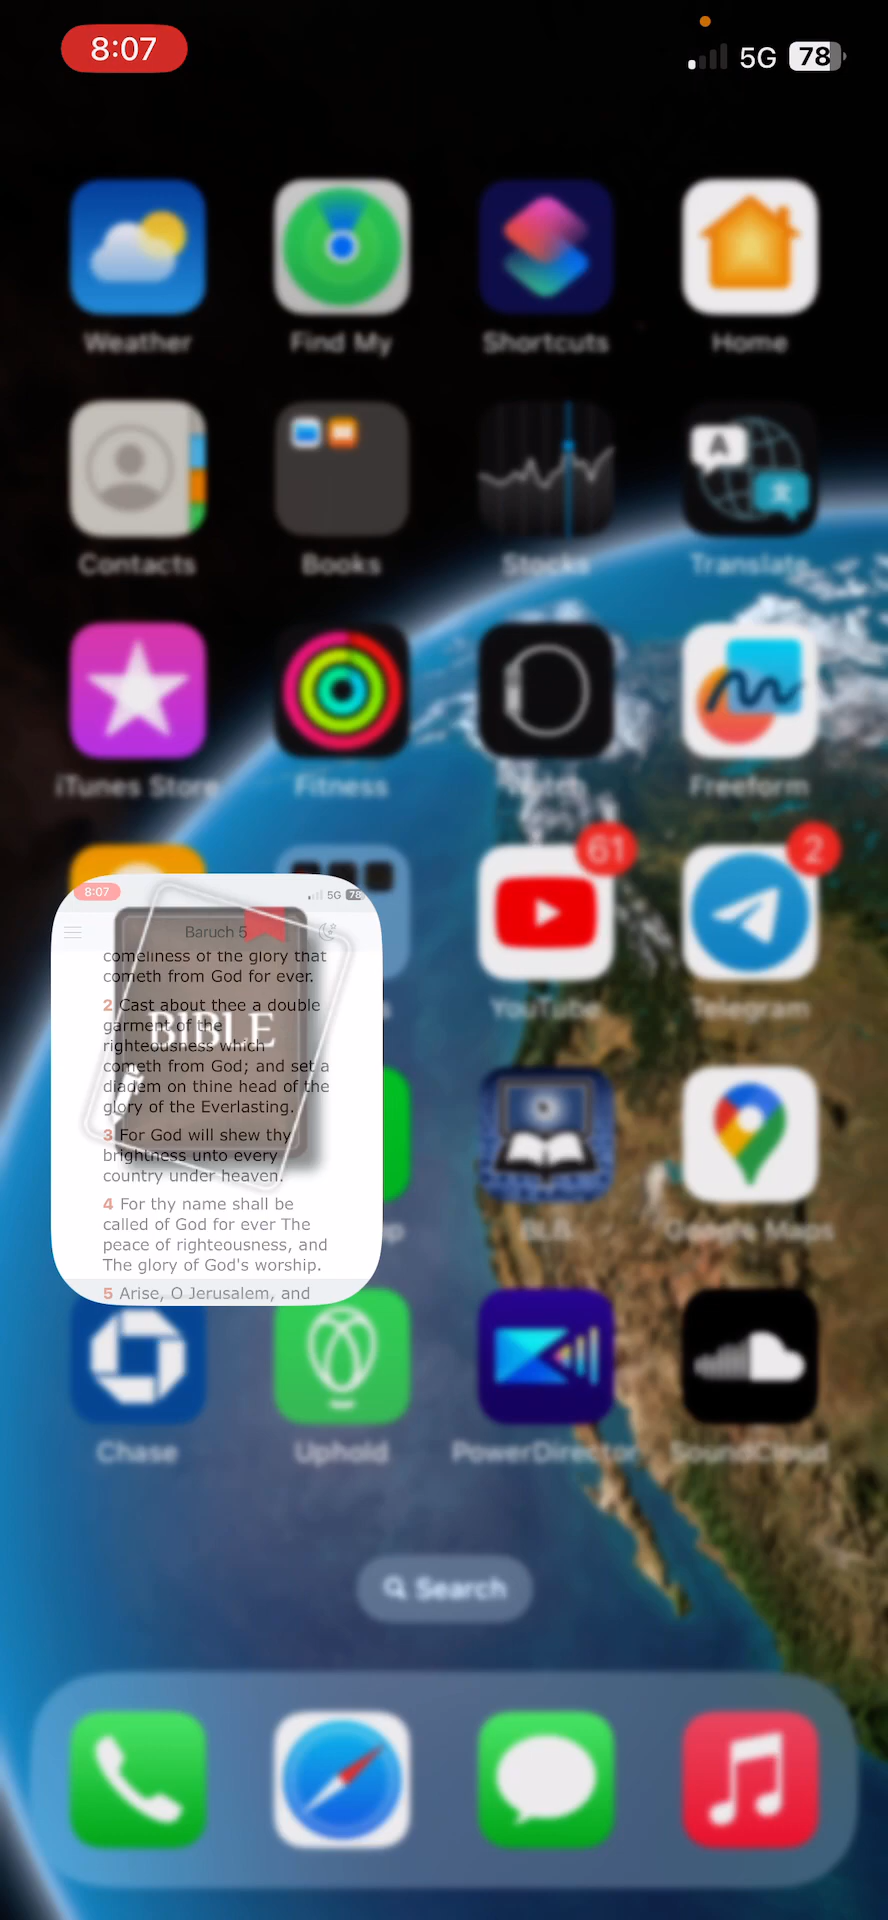 8:07
5G 78
Weather Find My Shortcuts Home
Contacts Books Stocks Translate
iTunes Store Fitness Watch Freeform
61 2
8:07 5G 78
Baruch 5
comeliness of the glory that
cometh from God for ever.
2 Cast about thee a double
garment of the
righteousness which
cometh from God; and set a
diadem on thine head of the
glory of the Everlasting.
3 For God will shew thy
brightness unto every
country under heaven.
4 For thy name shall be
called of God for ever The
peace of righteousness, and
The glory of God's worship.
5 Arise, O Jerusalem, and
BIBLE
YouTube Telegram
BLB Google Maps
Chase Uphold PowerDirector SoundCloud
Search